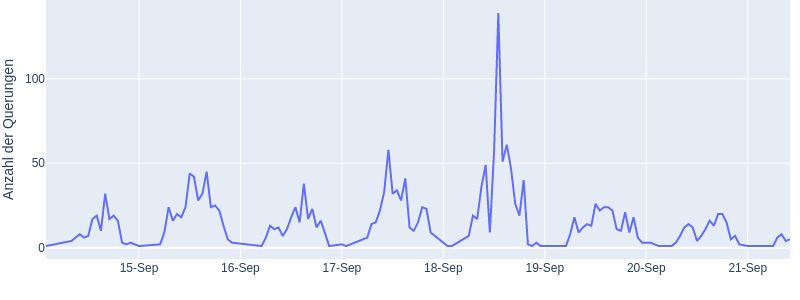 Anzahl der Querungen
100
50
0
15-Sep
16-Sep
17-Sep
18-Sep
19-Sep
20-Sep
21-Sep